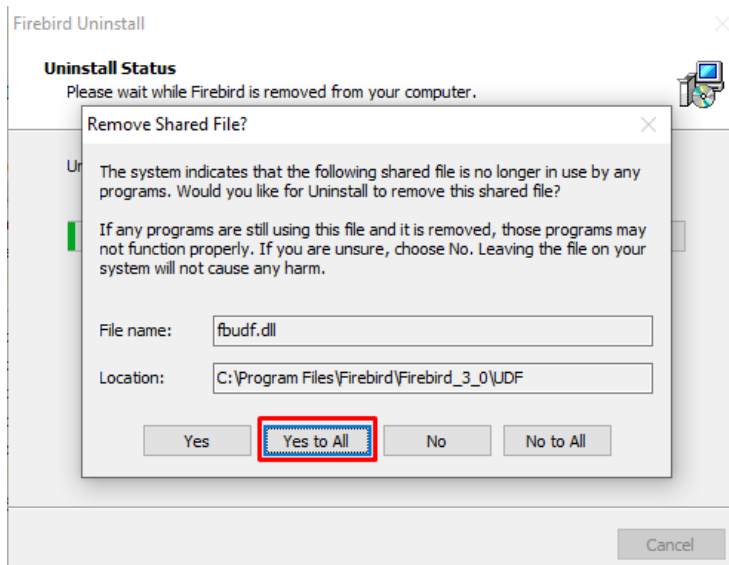 Firebird Uninstall
Uninstall Status
Please wait while Firebird is removed from your computer.
Remove Shared File?
Ur
The system indicates that the following shared file is no longer in use by any
programs. Would you like for Uninstall to remove this shared file?
If any programs are still using this file and it is removed, those programs may
not function properly. If you are unsure, choose No. Leaving the file on your
system will not cause any harm.
File name:
fbudf.dll
Location:
C:\Program Files\Firebird\Firebird_3_0\UDF
Yes
Yes to All
No
No to All
Cancel